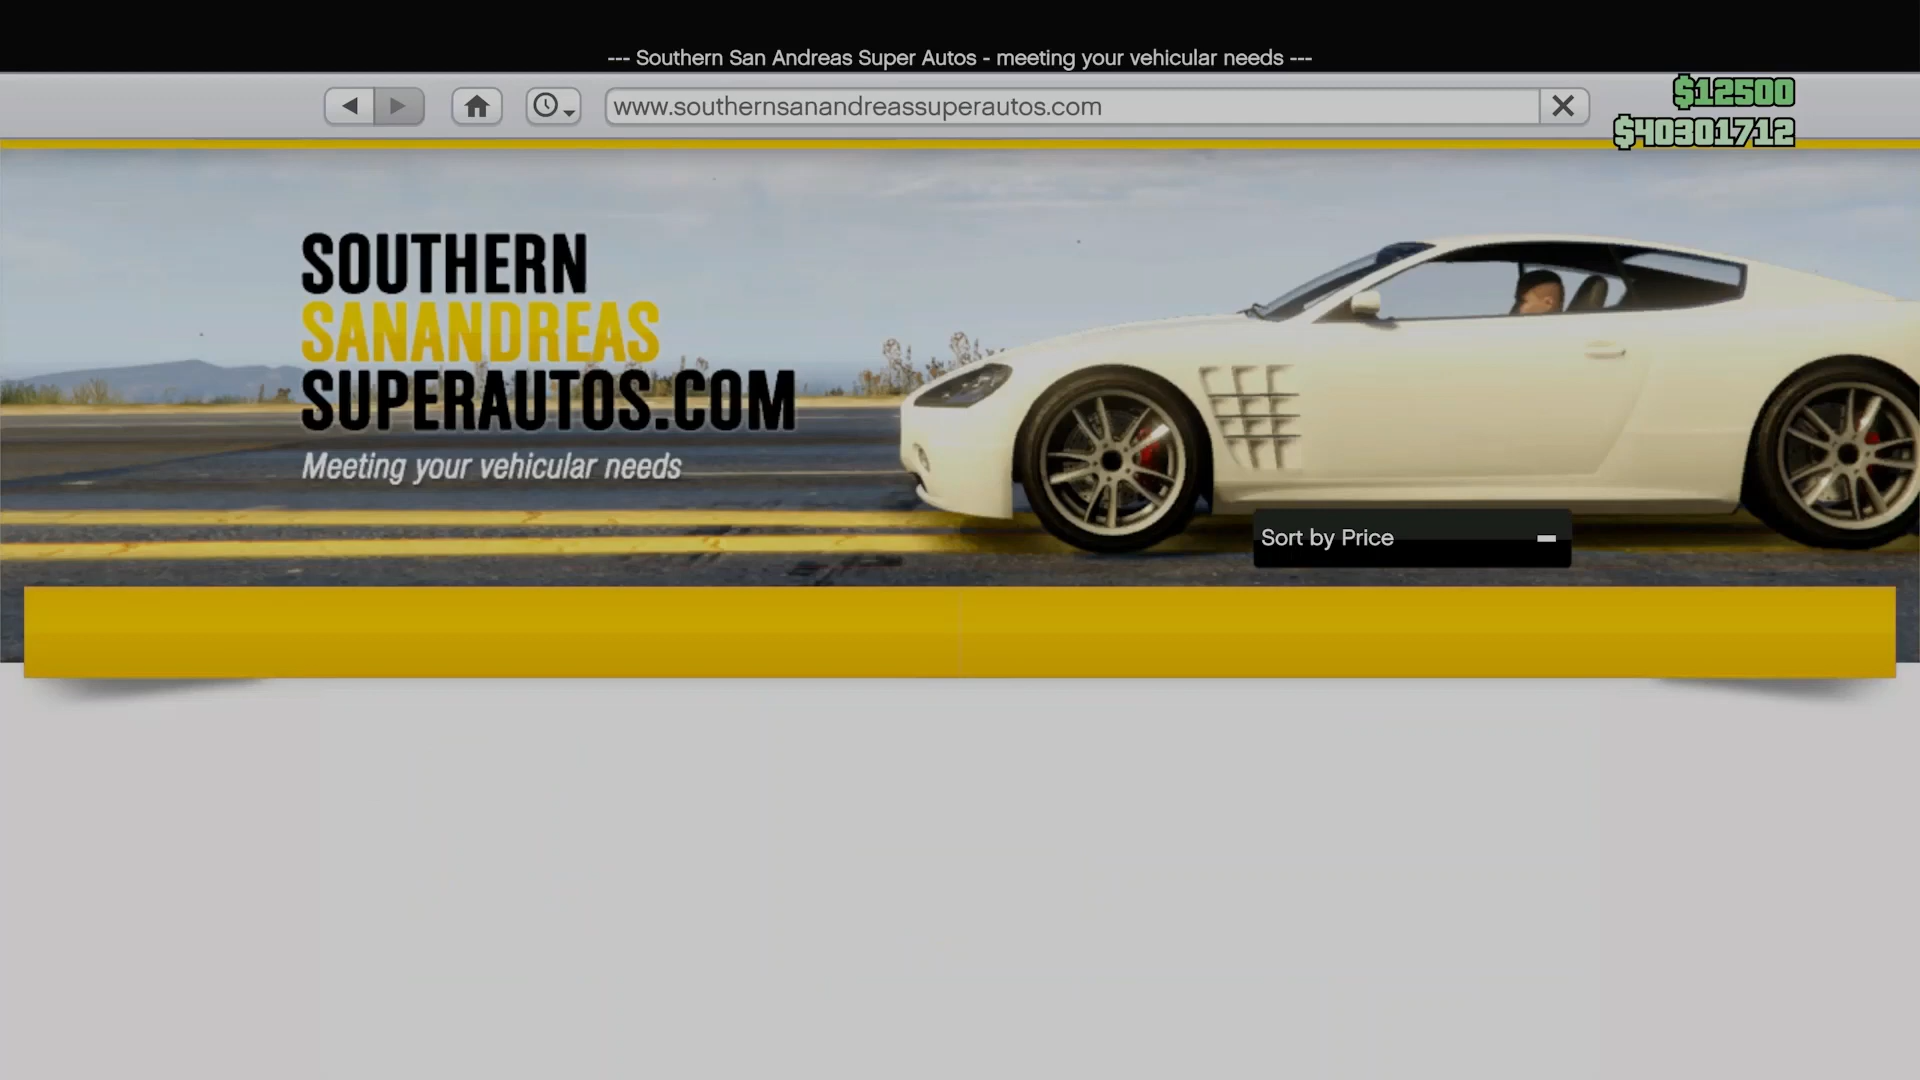 --- Southern San Andreas Super Autos - meeting your vehicular needs ---
www.southernsanandreassuperautos.com
$12500
$40301712
SOUTHERN
SANANDREAS
SUPERAUTOS.COM
Meeting your vehicular needs
Sort by Price